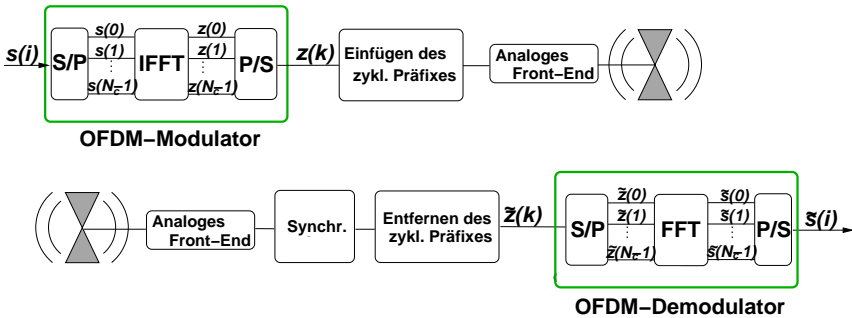 s(i)
S/P
s(0)
s(1)
s(N_c−1)
IFFT
z(0)
z(1)
z(N_c−1)
P/S
z(k)
Einfügen des
zykl. Präfixes
Analoges
Front−End
OFDM−Modulator
Analoges
Front−End
Synchr.
Entfernen des
zykl. Präfixes
z̃(k)
S/P
z̃(0)
z̃(1)
z̃(N_c−1)
FFT
s̃(0)
s̃(1)
s̃(N_c−1)
P/S
s̃(i)
OFDM−Demodulator